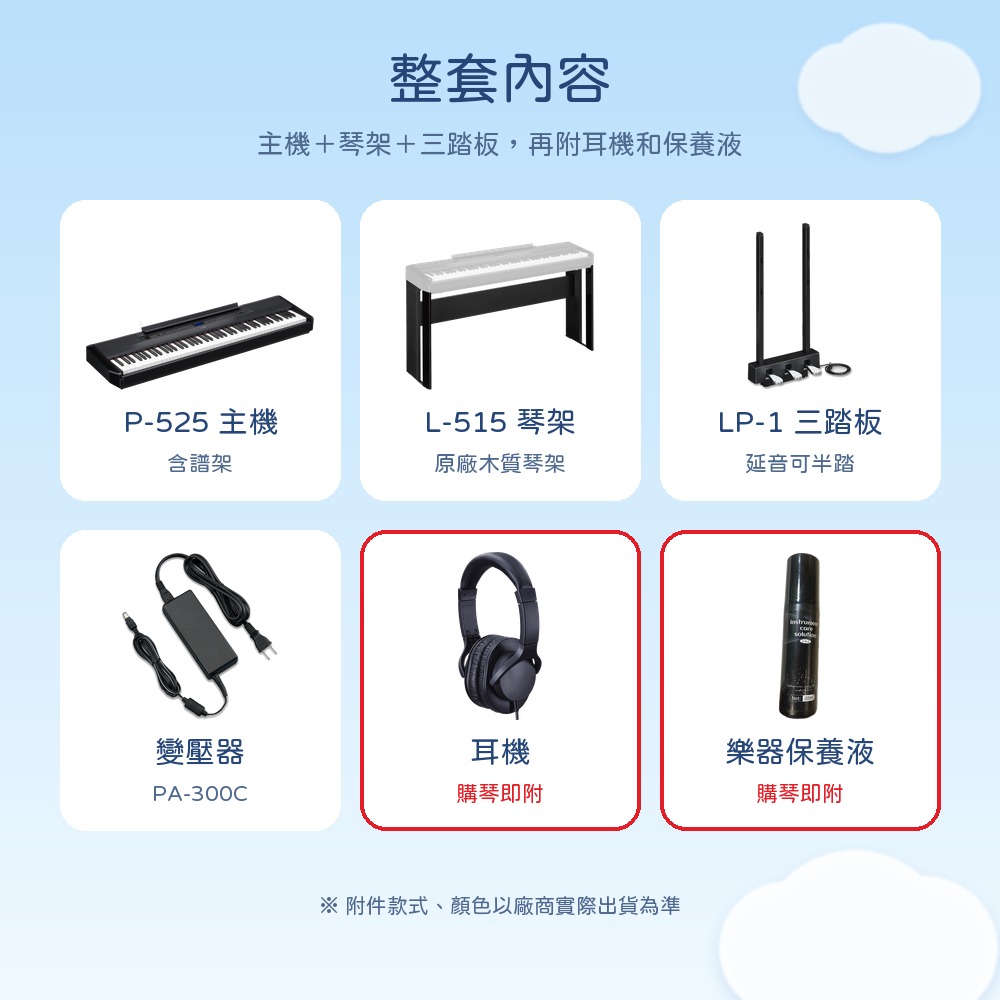 整套內容
主機＋琴架＋三踏板，再附耳機和保養液
P-525 主機
含譜架
L-515 琴架
原廠木質琴架
LP-1 三踏板
延音可半踏
變壓器
PA-300C
耳機
購琴即附
instrument
care
solution
樂器保養液
購琴即附
※ 附件款式、顏色以廠商實際出貨為準